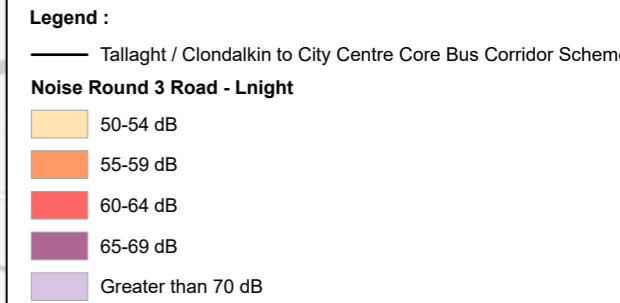 Legend :
Tallaght / Clondalkin to City Centre Core Bus Corridor Scheme
Noise Round 3 Road - Lnight
50-54 dB
55-59 dB
60-64 dB
65-69 dB
Greater than 70 dB